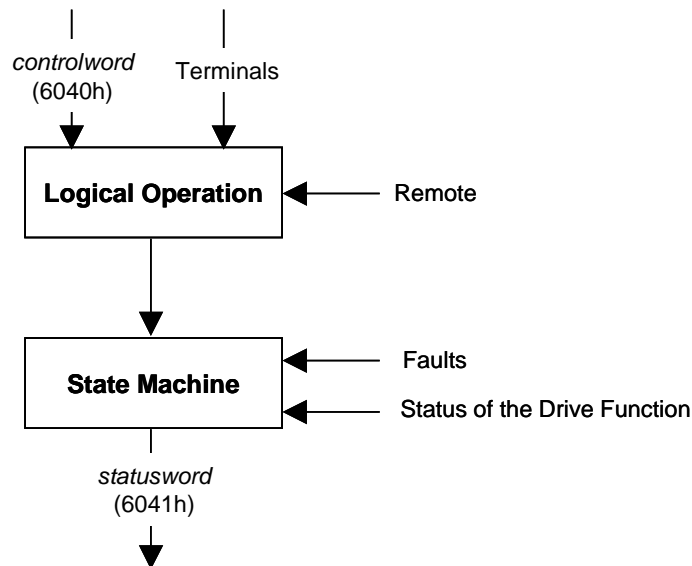 controlword
(6040h)
Terminals
Logical Operation
Remote
State Machine
Faults
Status of the Drive Function
statusword
(6041h)